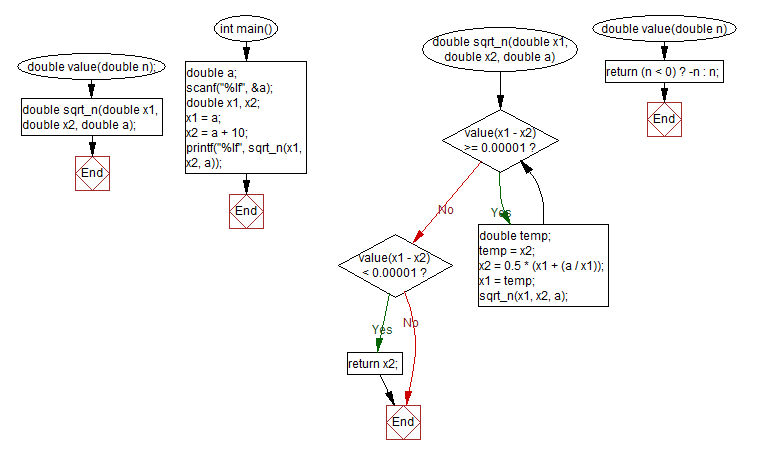 double value(double n);
double sqrt_n(double x1,
double x2, double a);
End
int main()
double a;
scanf("%lf", &a);
double x1, x2;
x1 = a;
x2 = a + 10;
printf("%lf", sqrt_n(x1,
x2, a));
End
double sqrt_n(double x1,
double x2, double a)
value(x1 - x2)
>= 0.00001 ?
No
Yes
value(x1 - x2)
< 0.00001 ?
double temp;
temp = x2;
x2 = 0.5 * (x1 + (a / x1));
x1 = temp;
sqrt_n(x1, x2, a);
Yes
No
return x2;
End
double value(double n)
return (n < 0) ? -n : n;
End